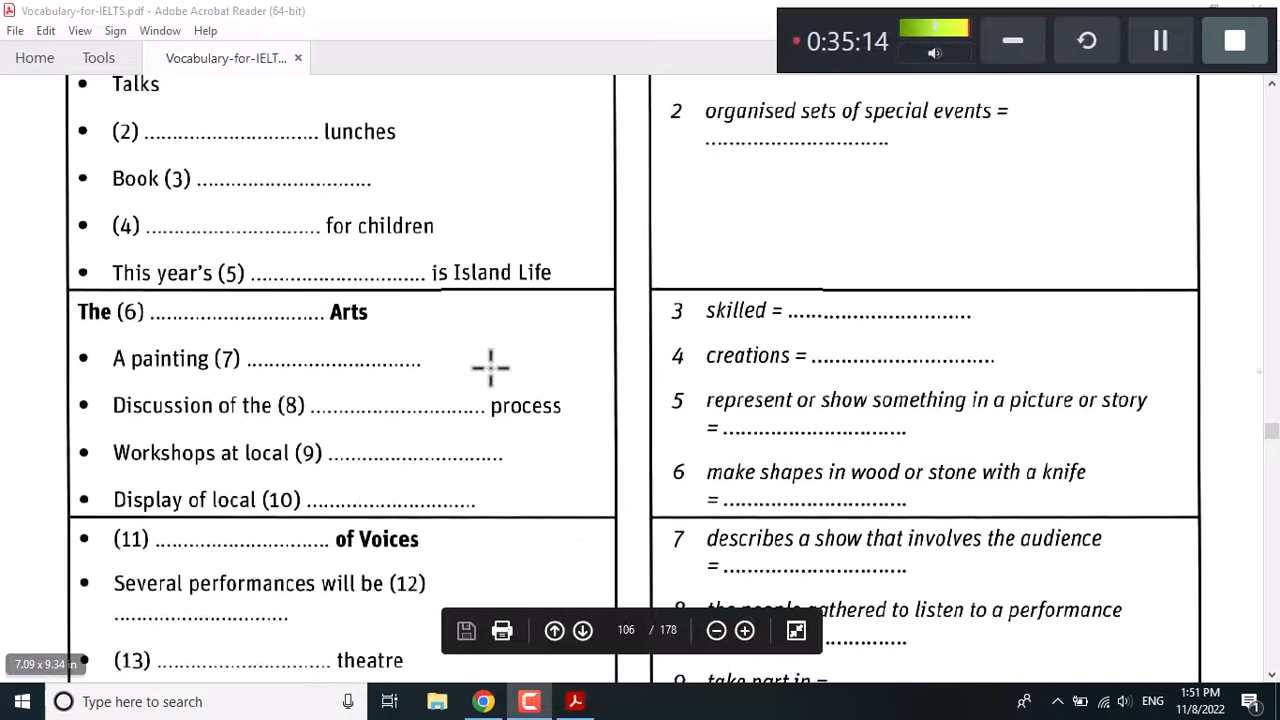 Vocabulary-for-IELTS.pdf - Adobe Acrobat Reader (64-bit)
File Edit View Sign Window Help
Home Tools Vocabulary-for-IELT... ×
0:35:14
Talks
(2) .............................. lunches
Book (3) ..............................
(4) .............................. for children
This year's (5) .............................. is Island Life
The (6) .............................. Arts
A painting (7) ..............................
Discussion of the (8) .............................. process
Workshops at local (9) ..............................
Display of local (10) .............................
(11) .............................. of Voices
Several performances will be (12)
..............................
(13) .............................. theatre
2 organised sets of special events =
...............................
3 skilled = ...............................
4 creations = ...............................
5 represent or show something in a picture or story
= ...............................
6 make shapes in wood or stone with a knife
= ...............................
7 describes a show that involves the audience
= ...............................
8 the people gathered to listen to a performance
9 take part in =
106 / 178
7.09 x 9.34 in
Type here to search
ENG
1:51 PM
11/8/2022
1